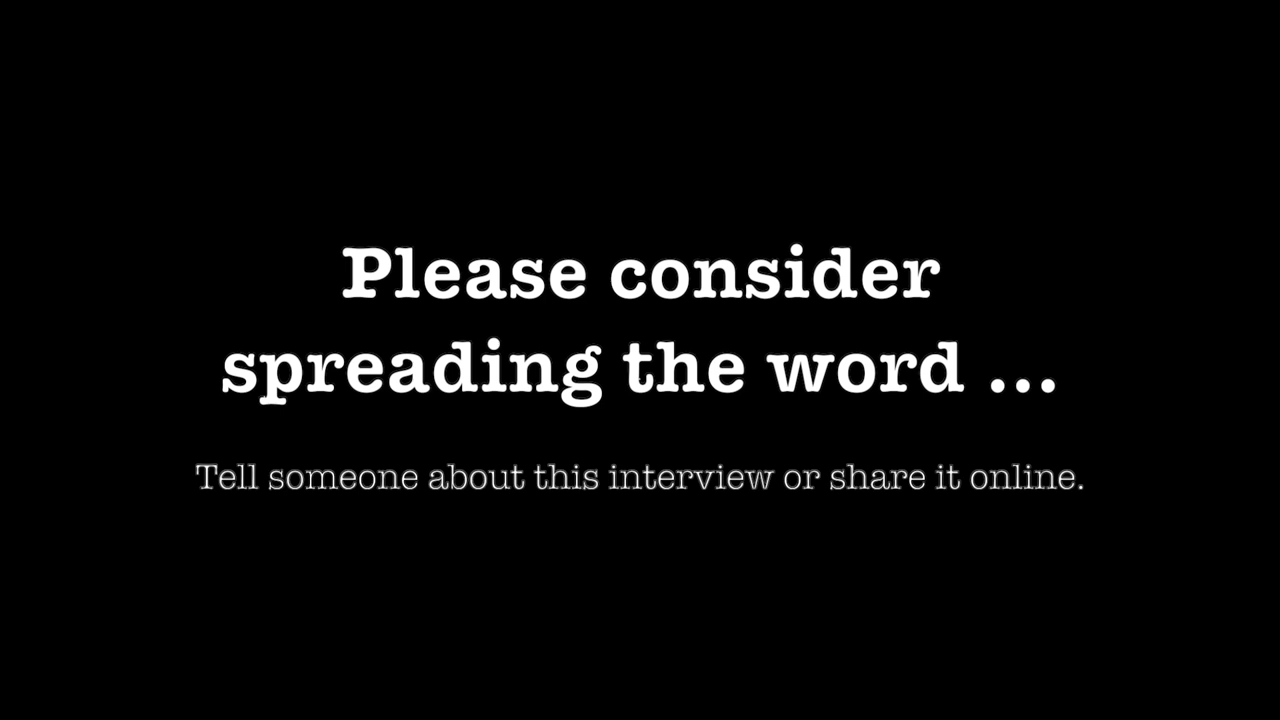 Please consider
spreading the word ...
Tell someone about this interview or share it online.